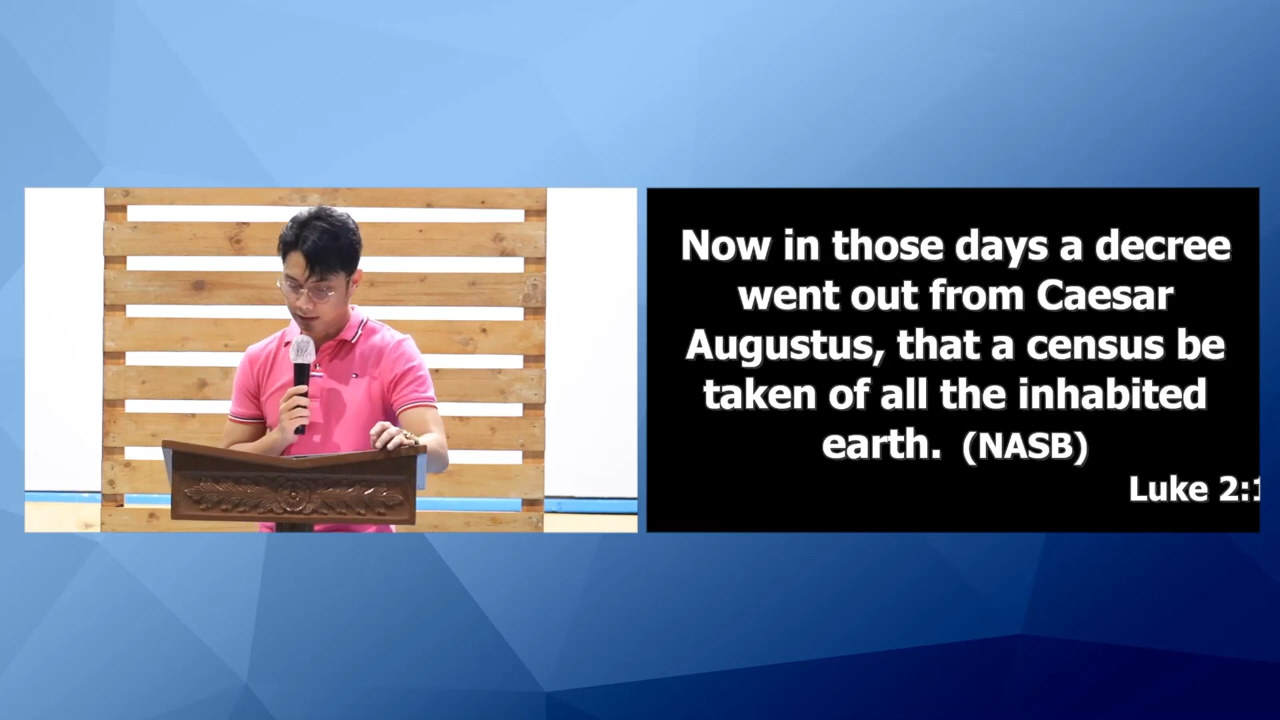 Now in those days a decree
went out from Caesar
Augustus, that a census be
taken of all the inhabited
earth. (NASB)
Luke 2:1